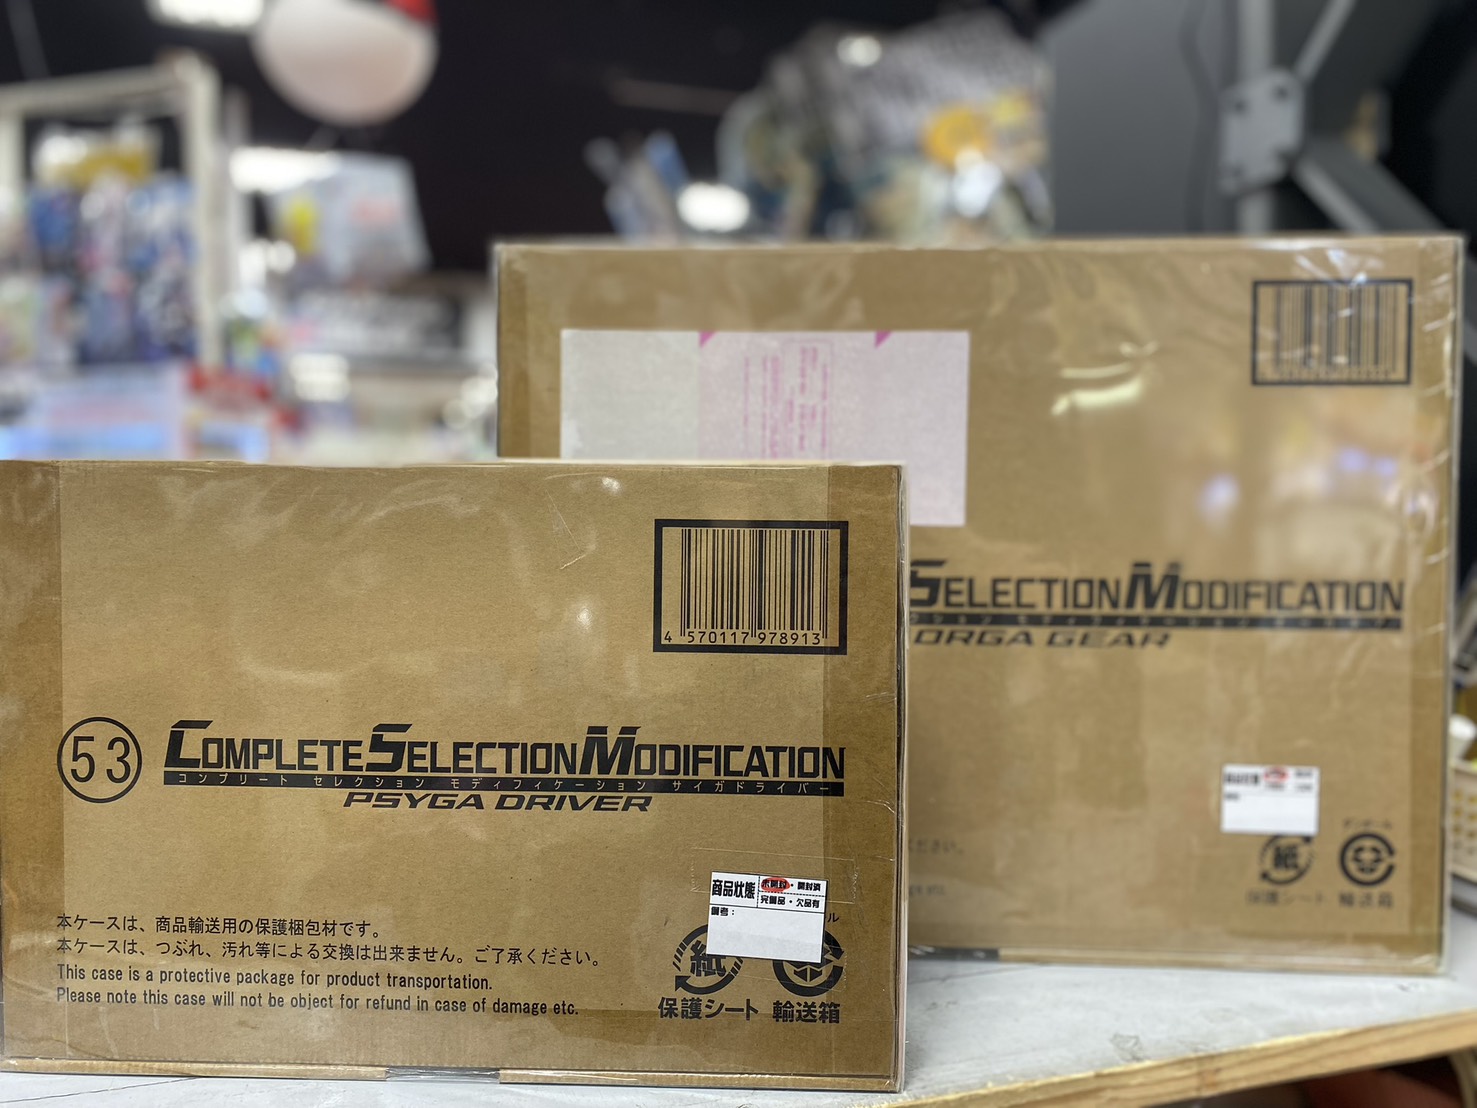 SELECTION MODIFICATION
ORGA GEAR
保護シート
輸送箱
4 570117 978913
53
COMPLETE SELECTION MODIFICATION
コンプリート セレクション モディフィケーション サイガドライバー
PSYGA DRIVER
商品状態 未開封・開封済
完備品・欠品有
備考:
本ケースは、商品輸送用の保護梱包材です。
本ケースは、つぶれ、汚れ等による交換は出来ません。ご了承ください。
This case is a protective package for product transportation.
Please note this case will not be object for refund in case of damage etc.
ル
紙
保護シート 輸送箱